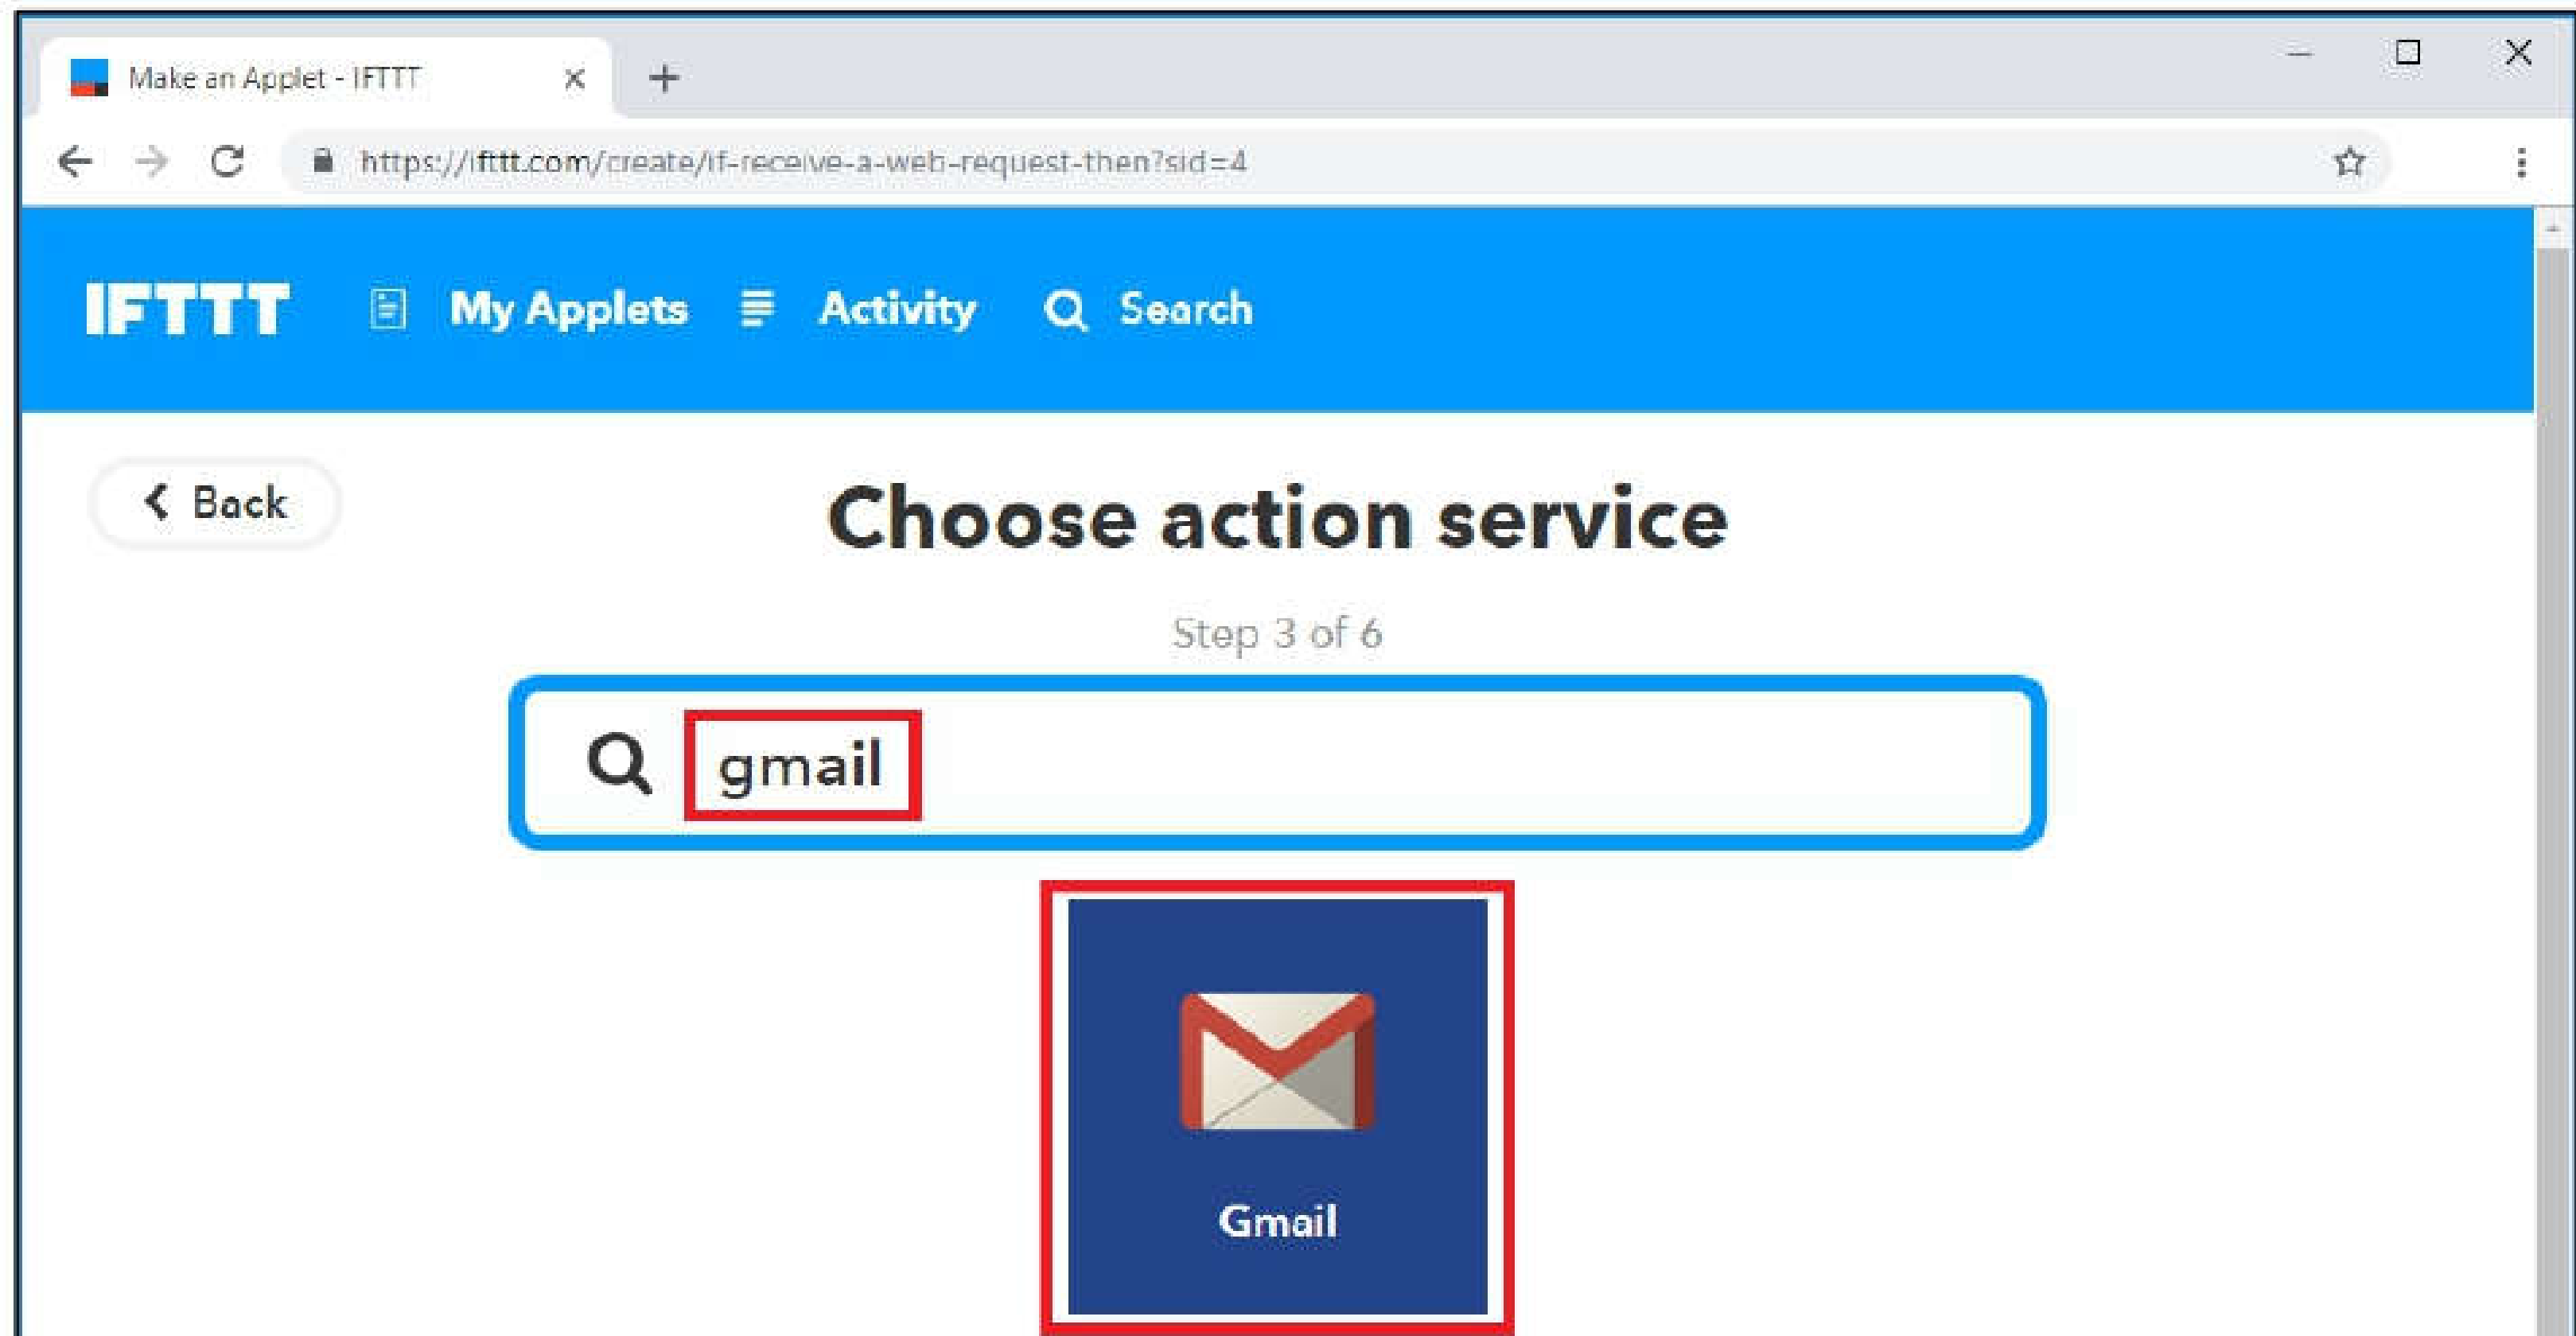 Make an Applet - IFTTT
https://ifttt.com/create/if-receive-a-web-request-then?sid=4
IFTTT My Applets Activity Search
Back
Choose action service
Step 3 of 6
gmail
Gmail